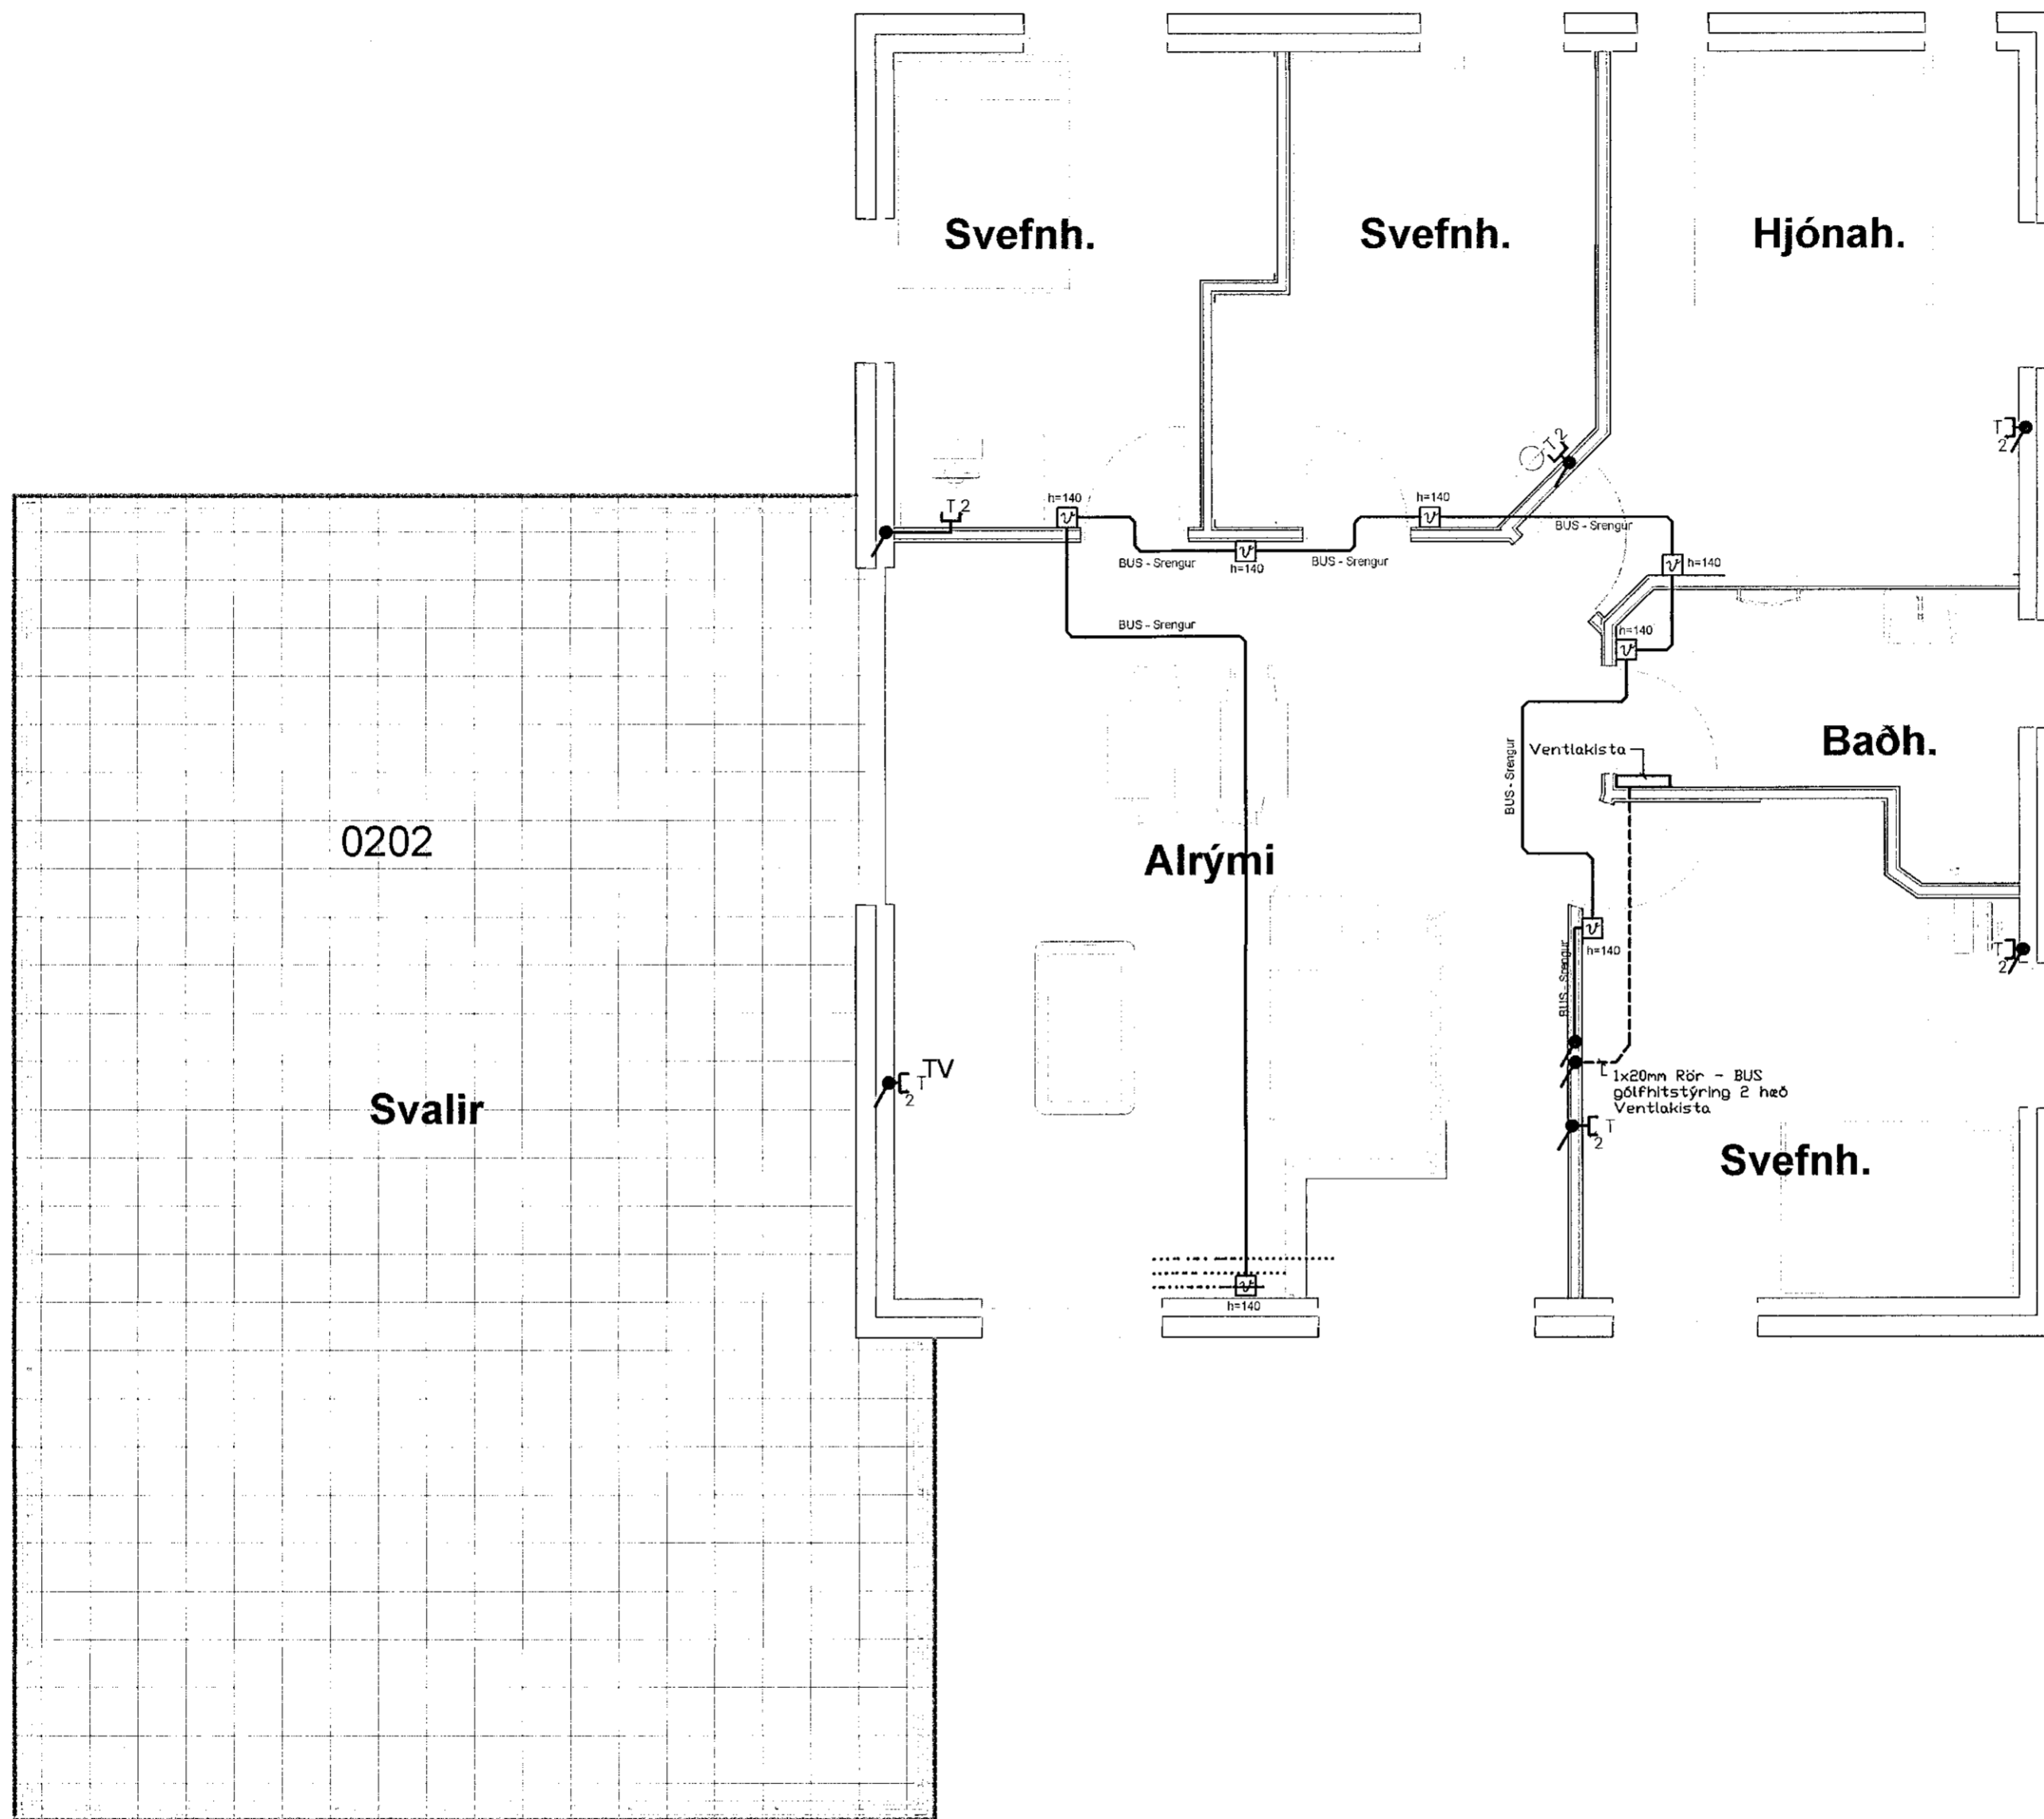 Svefnh.
Svefnh.
Hjónah.
T
2
T 2
T 2
h=140
h=140
BUS - Srengur
BUS - Srengur
h=140
BUS - Srengur
h=140
BUS - Srengur
h=140
Ventlakista
BUS - Srengur
Baðh.
0202
Alrými
h=140
BUS - Srengur
T
2
TV
T
2
1x20mm Rör - BUS
gólfhitstýring 2 hæð
Ventlakista
T
2
Svalir
Svefnh.
h=140